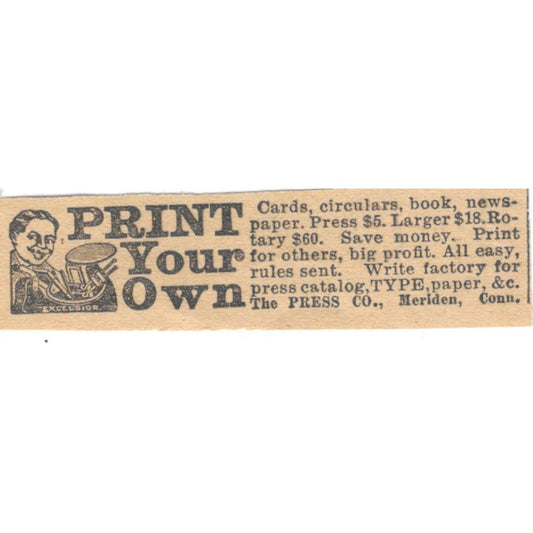 PRINT
Your
Own
EXCELSIOR
Cards, circulars, book, news-
paper. Press $5. Larger $18. Ro-
tary $60. Save money. Print
for others, big profit. All easy,
rules sent. Write factory for
press catalog, TYPE, paper, &c.
The PRESS CO., Meriden, Conn.